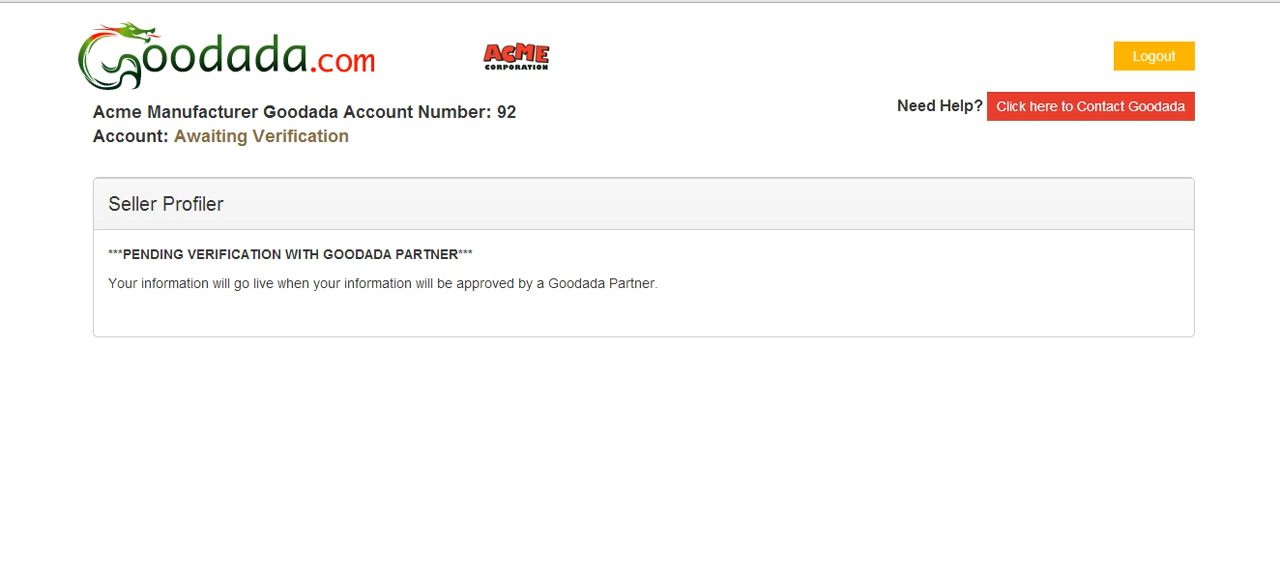 Goodada.com
ACME
CORPORATION
Logout
Acme Manufacturer Goodada Account Number: 92
Need Help? Click here to Contact Goodada
Account: Awaiting Verification
Seller Profiler
***PENDING VERIFICATION WITH GOODADA PARTNER***
Your information will go live when your information will be approved by a Goodada Partner.